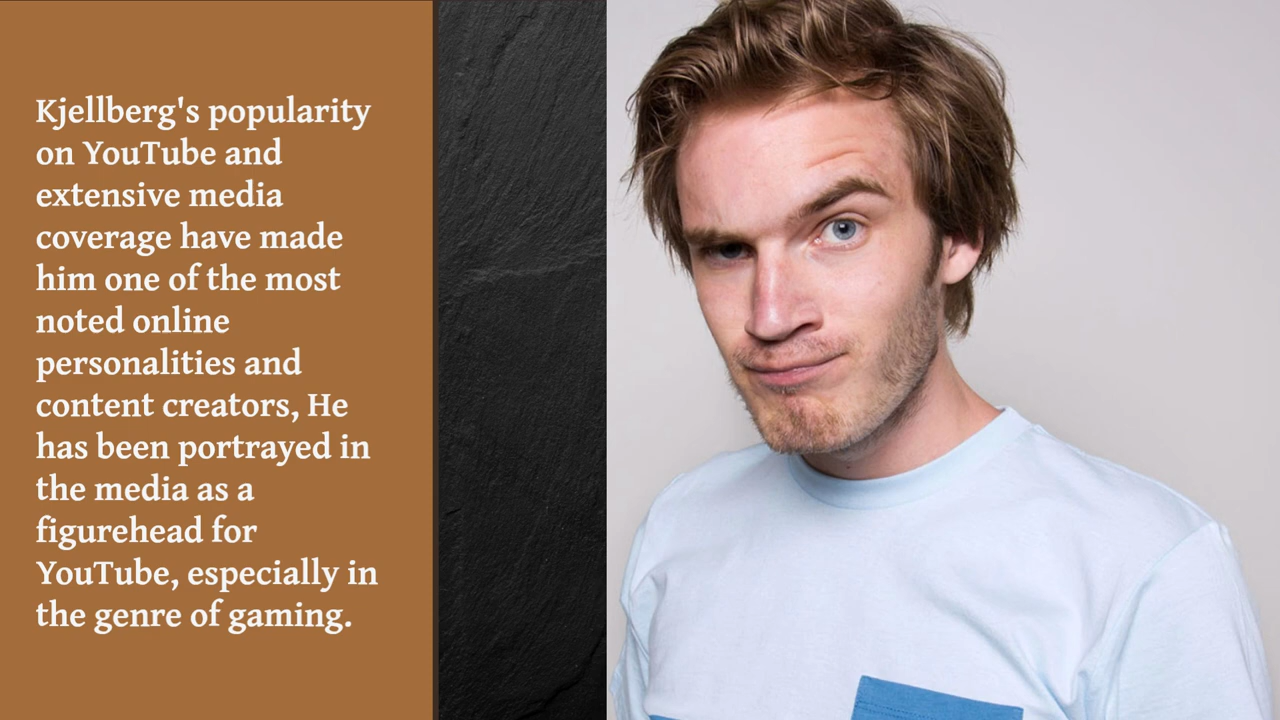 Kjellberg's popularity
on YouTube and
extensive media
coverage have made
him one of the most
noted online
personalities and
content creators, He
has been portrayed in
the media as a
figurehead for
YouTube, especially in
the genre of gaming.